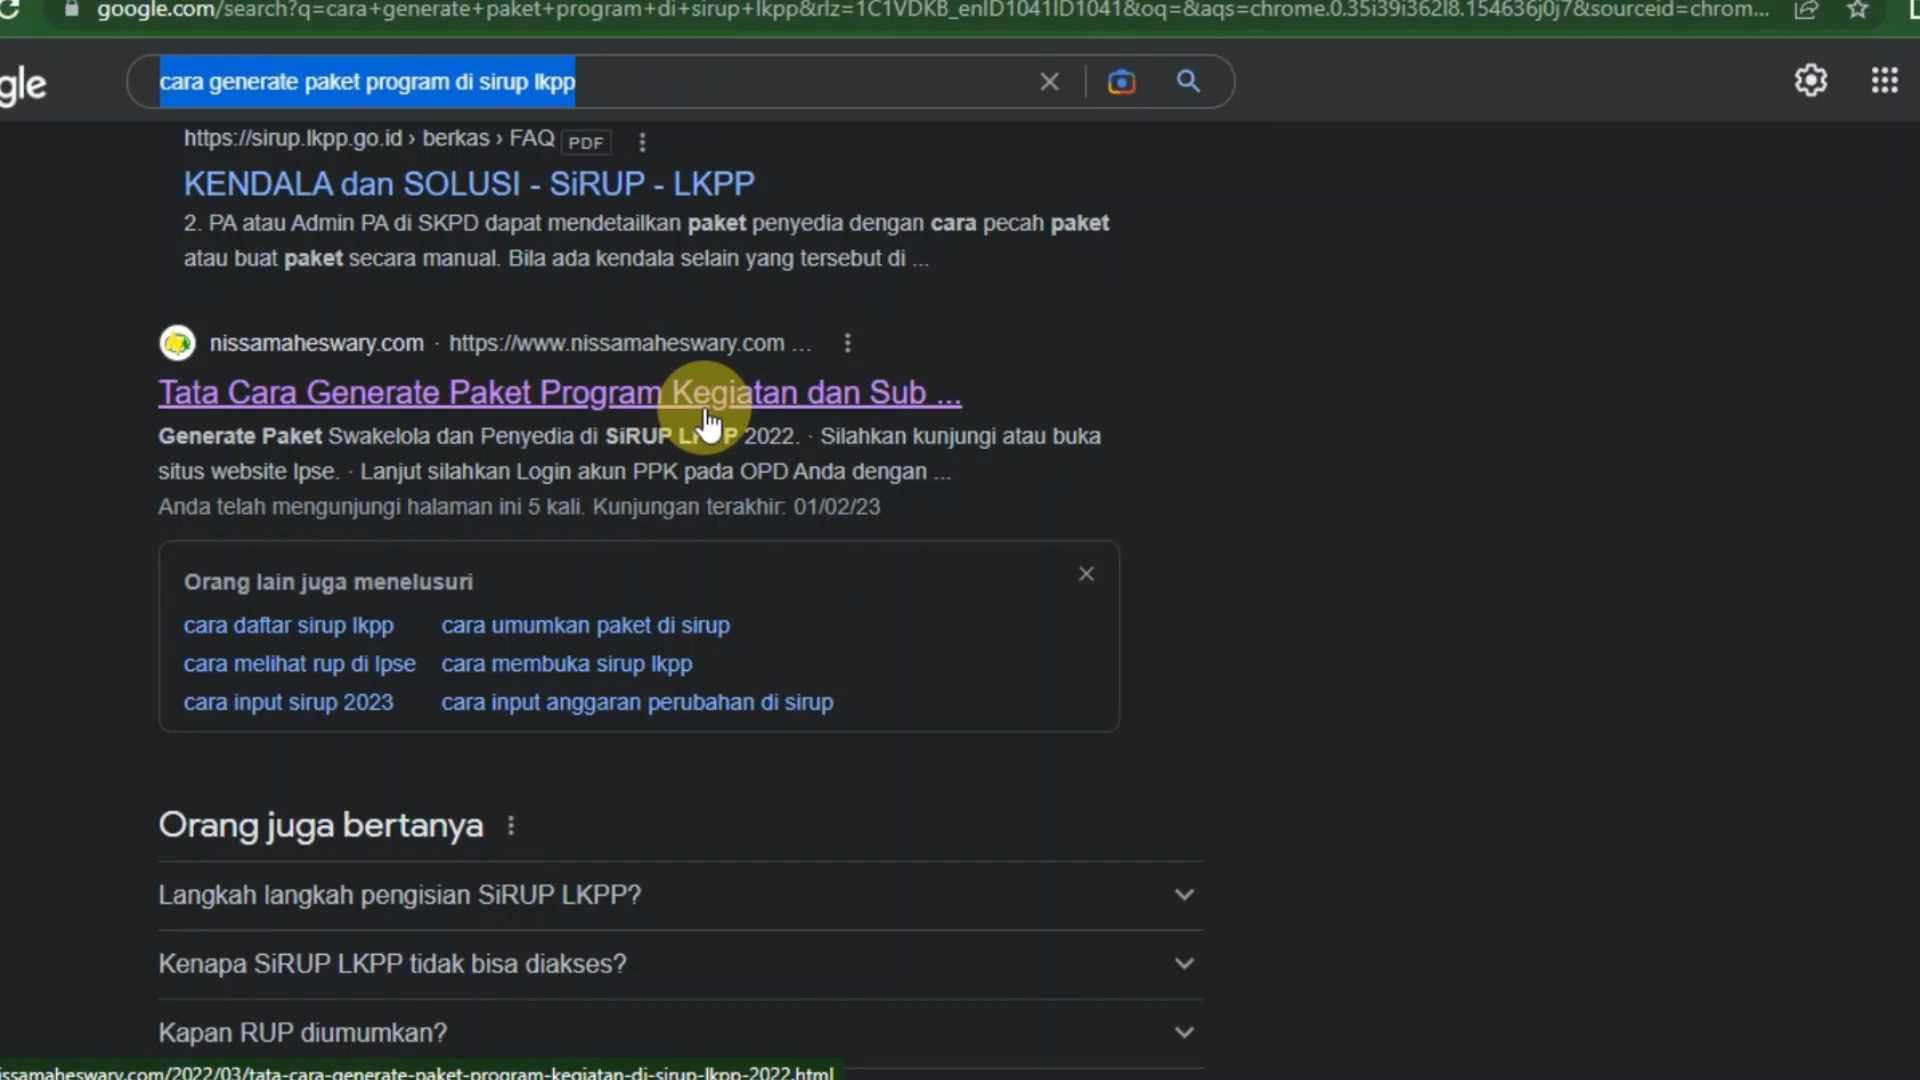 google.com/search?q=cara+generate+paket+program+di+sirup+lkpp&rlz=1C1VDKB_enID1041ID1041&oq=&aqs=chrome.0.35i39i362l8.154636j0j7&sourceid=chrom...
gle
cara generate paket program di sirup lkpp
https://sirup.lkpp.go.id › berkas › FAQ PDF
KENDALA dan SOLUSI - SiRUP - LKPP
2. PA atau Admin PA di SKPD dapat mendetailkan paket penyedia dengan cara pecah paket
atau buat paket secara manual. Bila ada kendala selain yang tersebut di ...
nissamaheswary.com · https://www.nissamaheswary.com ...
Tata Cara Generate Paket Program Kegiatan dan Sub ...
Generate Paket Swakelola dan Penyedia di SiRUP L P 2022. · Silahkan kunjungi atau buka
situs website lpse. · Lanjut silahkan Login akun PPK pada OPD Anda dengan ...
Anda telah mengunjungi halaman ini 5 kali. Kunjungan terakhir: 01/02/23
Orang lain juga menelusuri
cara daftar sirup lkpp cara umumkan paket di sirup
cara melihat rup di lpse cara membuka sirup lkpp
cara input sirup 2023 cara input anggaran perubahan di sirup
Orang juga bertanya
Langkah langkah pengisian SiRUP LKPP?
Kenapa SiRUP LKPP tidak bisa diakses?
Kapan RUP diumumkan?
issamaheswary.com/2022/03/tata-cara-generate-paket-program-kegiatan-di-sirup-lkpp-2022.html